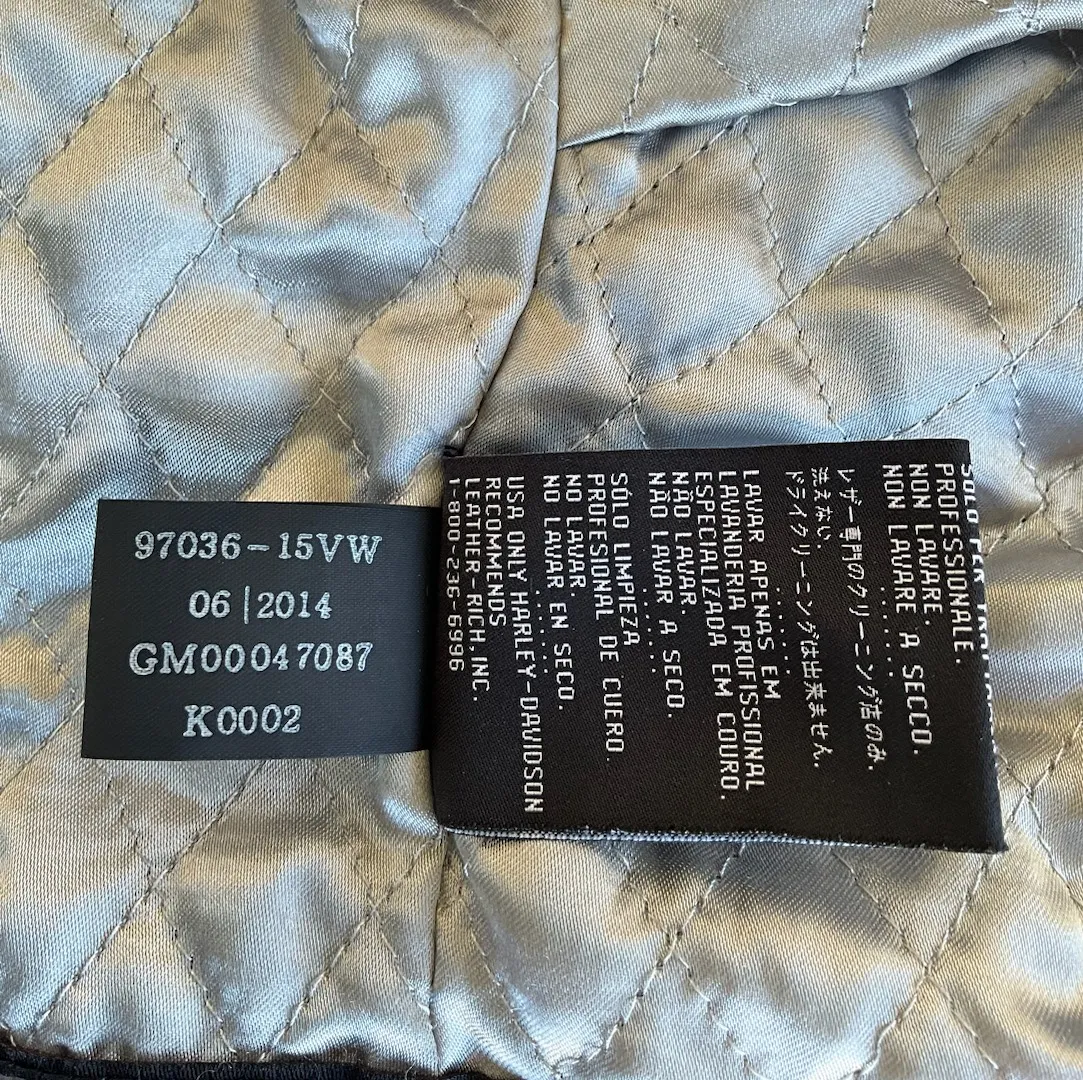 97036-15VW
06|2014
GM00047087
K0002
SOLO PER
PROFESSIONALE.
NON LAVARE.
NON LAVARE A SECCO.
......
レザー専門のクリーニング店のみ.
洗えない.
ドライクリーニングは出来ません.
......
LAVAR APENAS EM
LAVANDERIA PROFISSIONAL
ESPECIALIZADA EM COURO.
NÃO LAVAR.
NÃO LAVAR A SECO.
......
SÓLO LIMPIEZA
PROFESIONAL DE CUERO.
NO LAVAR.
NO LAVAR EN SECO.
......
USA ONLY HARLEY-DAVIDSON
RECOMMENDS
LEATHER-RICH, INC.
1-800-236-6996